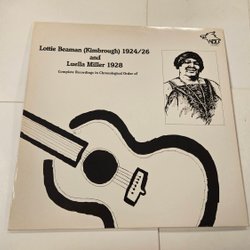 Lottie Beaman (Kimbrough) 1924/26
and
Luella Miller 1928
Complete Recordings in Chronological Order of